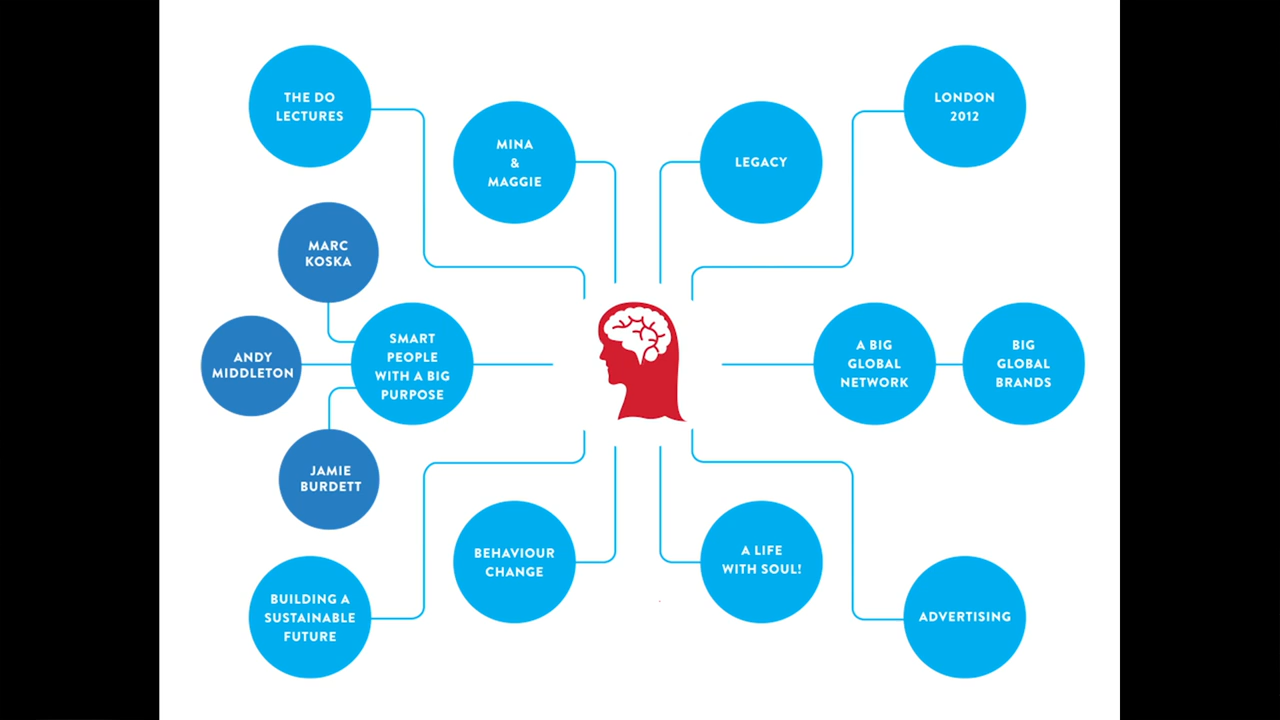 THE DO
LECTURES
MINA
&
MAGGIE
LEGACY
LONDON
2012
MARC
KOSKA
ANDY
MIDDLETON
SMART
PEOPLE
WITH A BIG
PURPOSE
JAMIE
BURDETT
A BIG
GLOBAL
NETWORK
BIG
GLOBAL
BRANDS
BUILDING A
SUSTAINABLE
FUTURE
BEHAVIOUR
CHANGE
A LIFE
WITH SOUL!
ADVERTISING